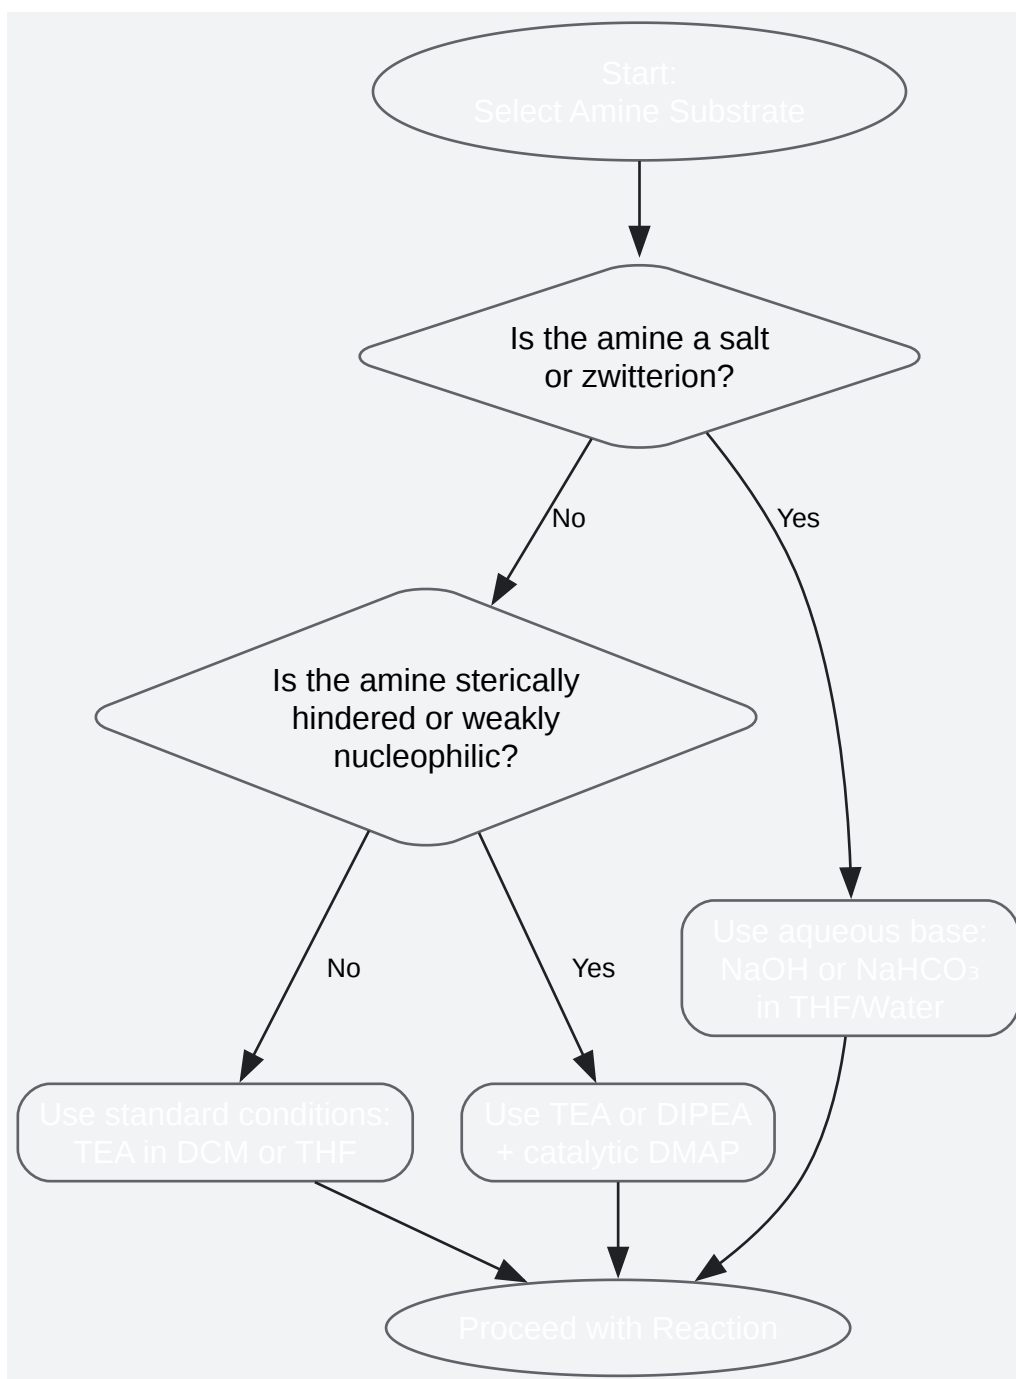 Start:
Select Amine Substrate
Is the amine a salt
or zwitterion?
No
Yes
Is the amine sterically
hindered or weakly
nucleophilic?
Use aqueous base:
NaOH or NaHCO₃
in THF/Water
No
Yes
Use standard conditions:
TEA in DCM or THF
Use TEA or DIPEA
+ catalytic DMAP
Proceed with Reaction